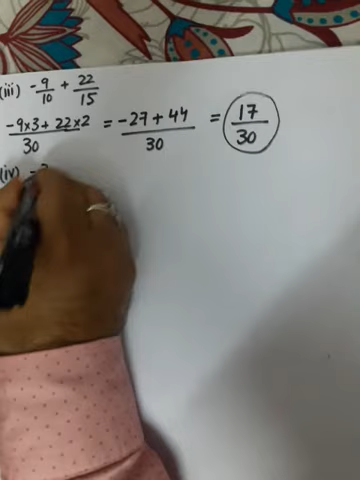 (iii) -9/10 + 22/15
-9×3+22×2/30 = -27+44/30 = 17/30
(iv) -